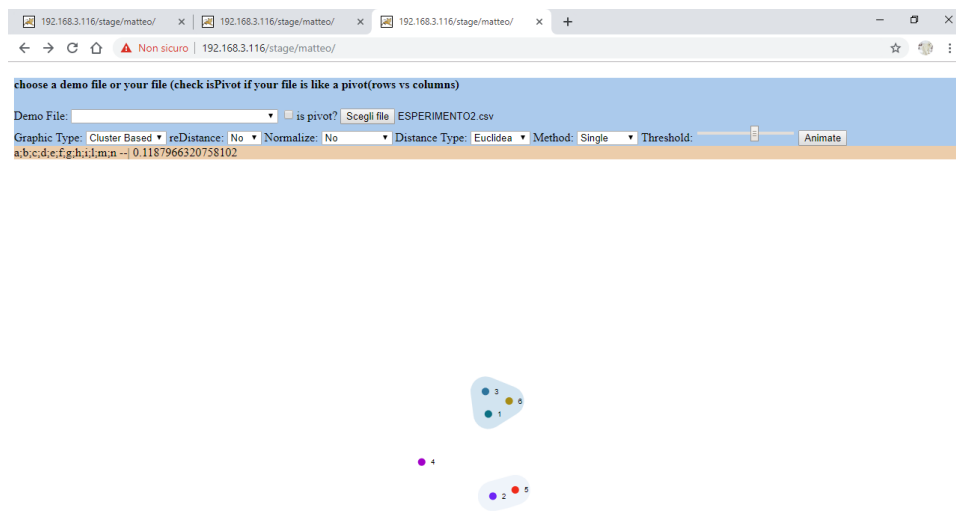 192.168.3.116/stage/matteo/ × 192.168.3.116/stage/matteo/ × 192.168.3.116/stage/matteo/ × +
Non sicuro | 192.168.3.116/stage/matteo/
choose a demo file or your file (check isPivot if your file is like a pivot(rows vs columns)
Demo File: is pivot? Scegli file ESPERIMENTO2.csv
Graphic Type: Cluster Based reDistance: No Normalize: No Distance Type: Euclidea Method: Single Threshold: Animate
a;b;c;d;e;f;g;h;i;l;m;n --| 0.1187966320758102
3
6
1
4
5
2